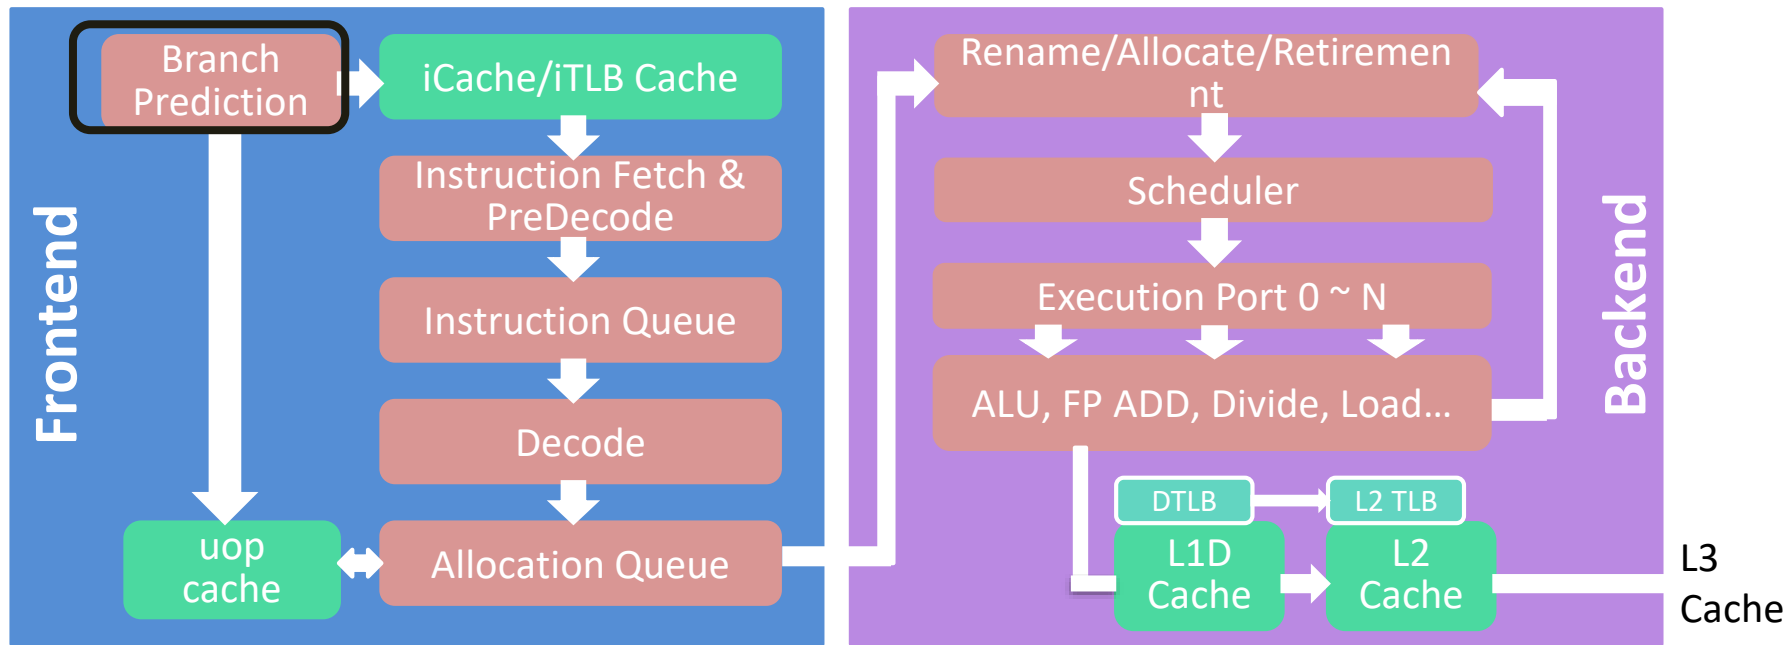 Frontend
Branch
Prediction
iCache/iTLB Cache
Instruction Fetch &
PreDecode
Instruction Queue
Decode
uop
cache
Allocation Queue
Rename/Allocate/Retiremen
nt
Scheduler
Execution Port 0 ~ N
ALU, FP ADD, Divide, Load...
DTLB
L2 TLB
L1D
Cache
L2
Cache
Backend
L3
Cache